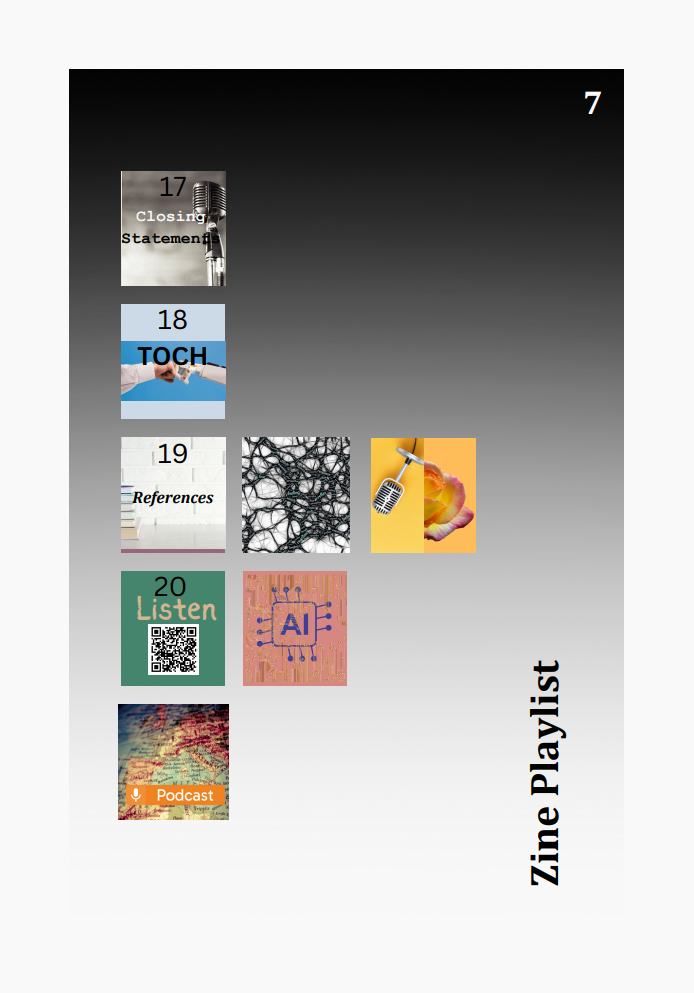 7
17
Closing
Statements
18
TOCH
19
References
20
Listen
AI
Podcast
Zine Playlist